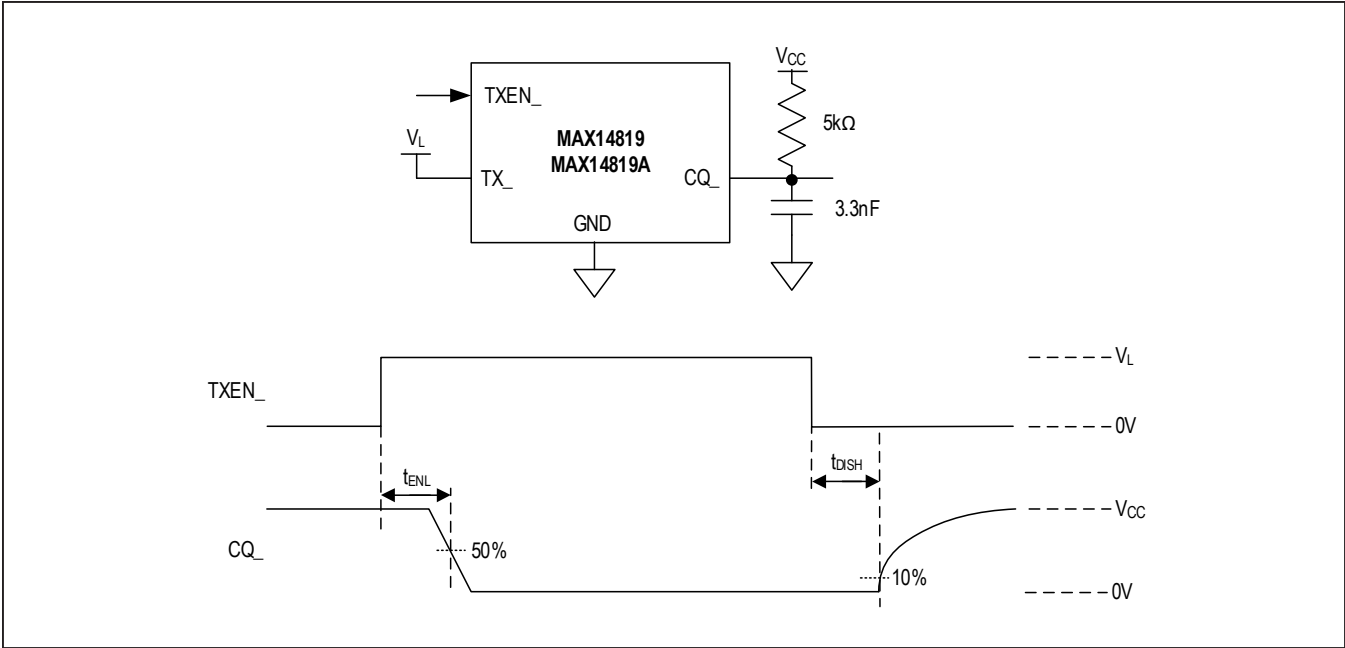 VCC
TXEN_
5kΩ
MAX14819
VL
MAX14819A
TX_
CQ_
3.3nF
GND
VL
TXEN_
0V
tENL
tDISH
VCC
CQ_
50%
10%
0V